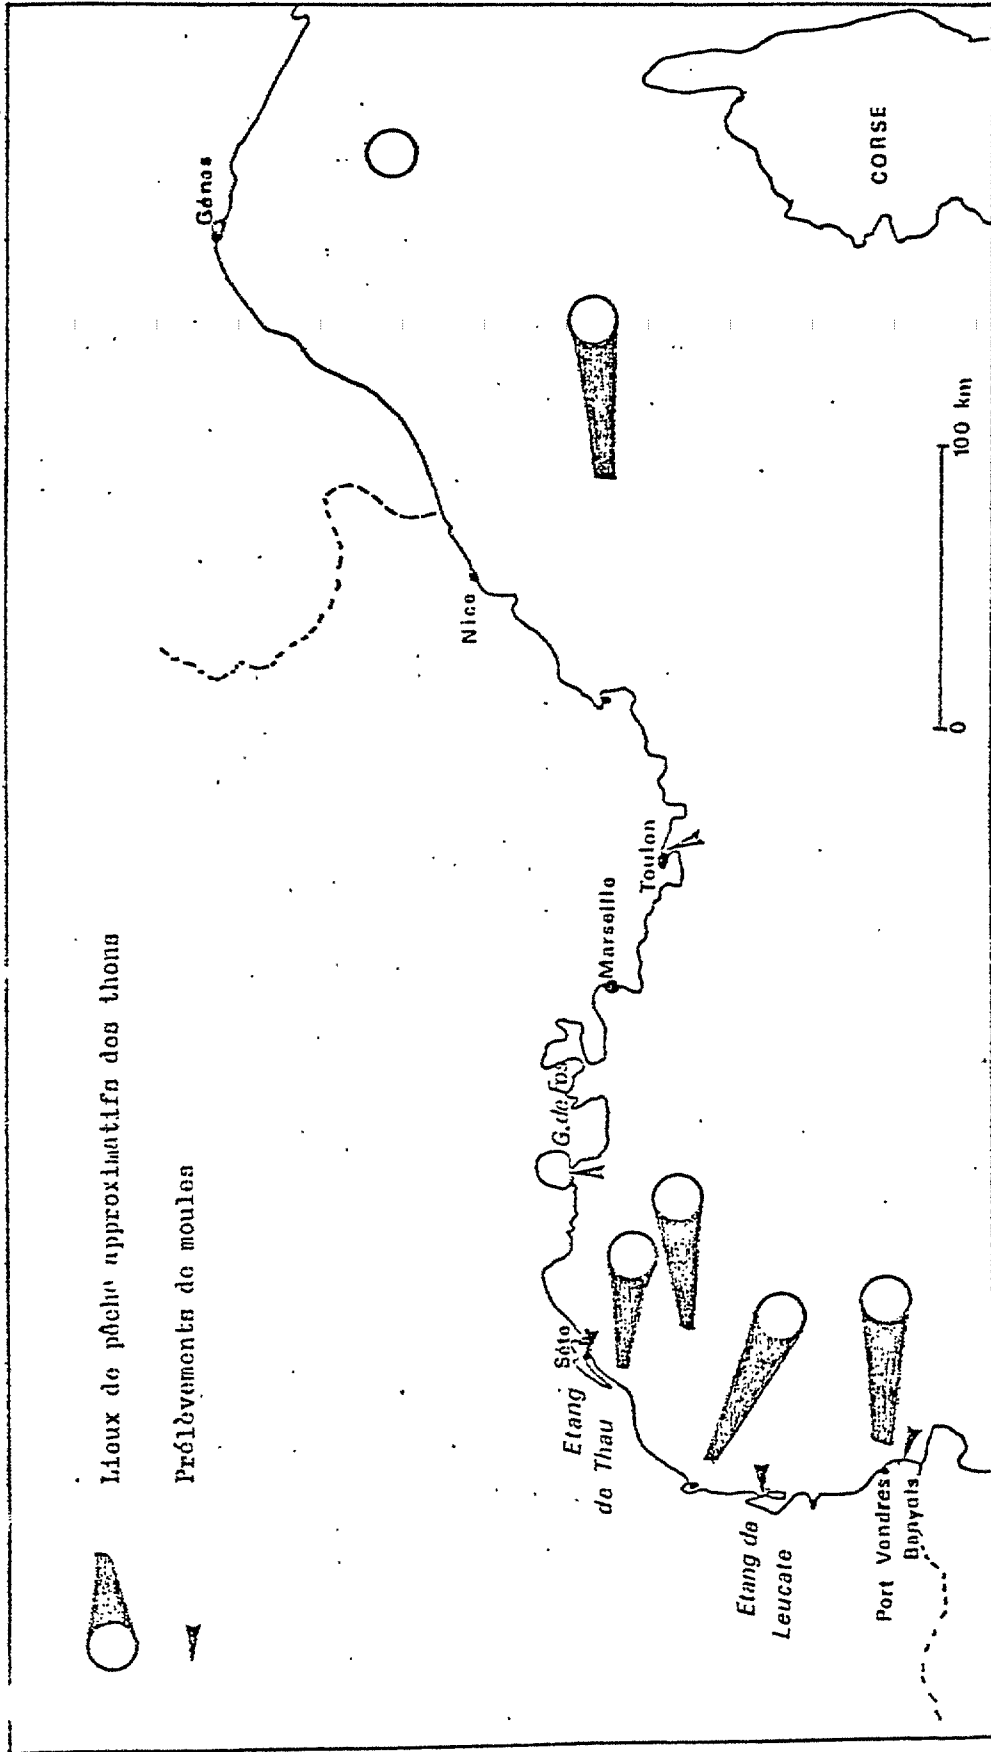 Lieux de pêche approximatifs des thons
Prélèvements de moules
Gênes
Nice
CORSE
Toulon
Marseille
G. de Fos
Sète
Etang
de Thau
Etang de
Leucate
Port Vendres
Banyuls
0
100 km